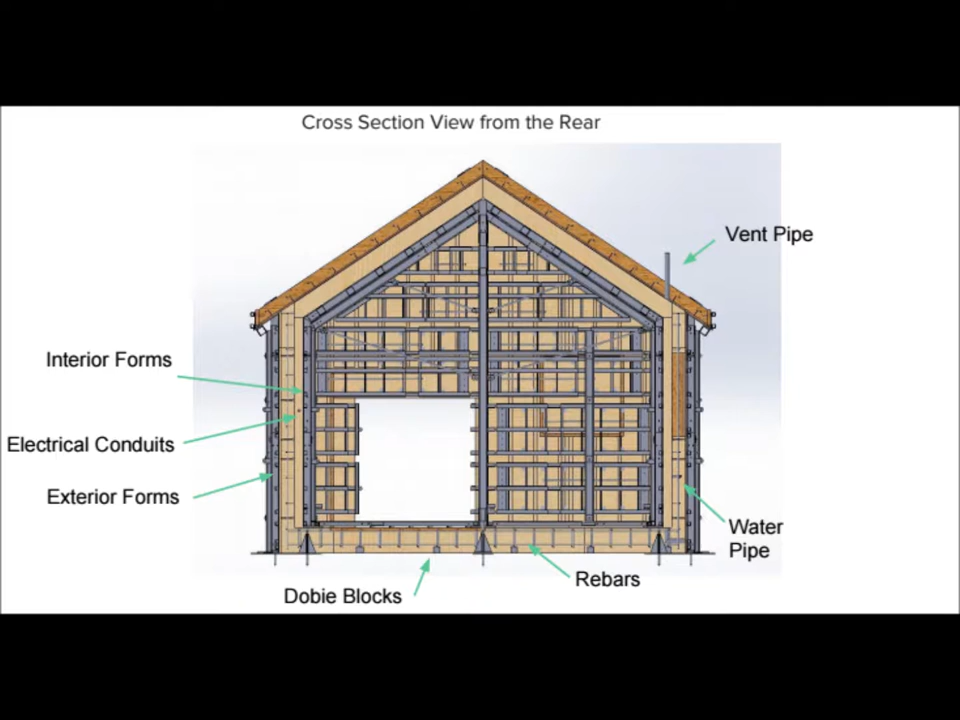 Cross Section View from the Rear
Vent Pipe
Interior Forms
Electrical Conduits
Exterior Forms
Water
Pipe
Rebars
Dobie Blocks